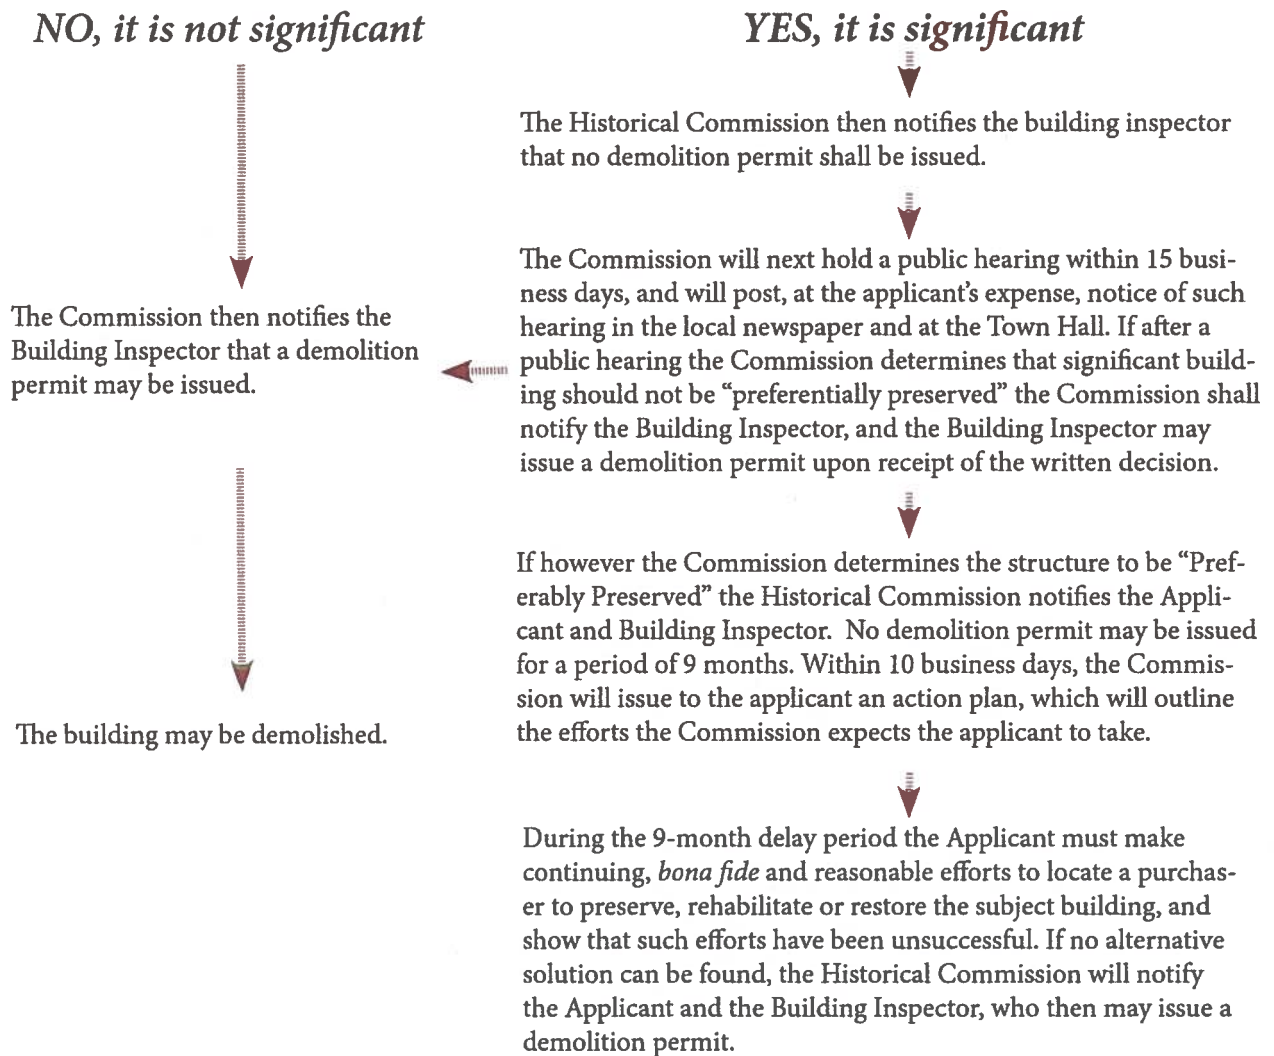 NO, it is not significant
The Commission then notifies the
Building Inspector that a demolition
permit may be issued.
The building may be demolished.
YES, it is significant
The Historical Commission then notifies the building inspector
that no demolition permit shall be issued.
The Commission will next hold a public hearing within 15 busi-
ness days, and will post, at the applicant's expense, notice of such
hearing in the local newspaper and at the Town Hall. If after a
public hearing the Commission determines that significant build-
ing should not be “preferentially preserved” the Commission shall
notify the Building Inspector, and the Building Inspector may
issue a demolition permit upon receipt of the written decision.
If however the Commission determines the structure to be “Pref-
erably Preserved” the Historical Commission notifies the Appli-
cant and Building Inspector. No demolition permit may be issued
for a period of 9 months. Within 10 business days, the Commis-
sion will issue to the applicant an action plan, which will outline
the efforts the Commission expects the applicant to take.
During the 9-month delay period the Applicant must make
continuing, bona fide and reasonable efforts to locate a purchas-
er to preserve, rehabilitate or restore the subject building, and
show that such efforts have been unsuccessful. If no alternative
solution can be found, the Historical Commission will notify
the Applicant and the Building Inspector, who then may issue a
demolition permit.